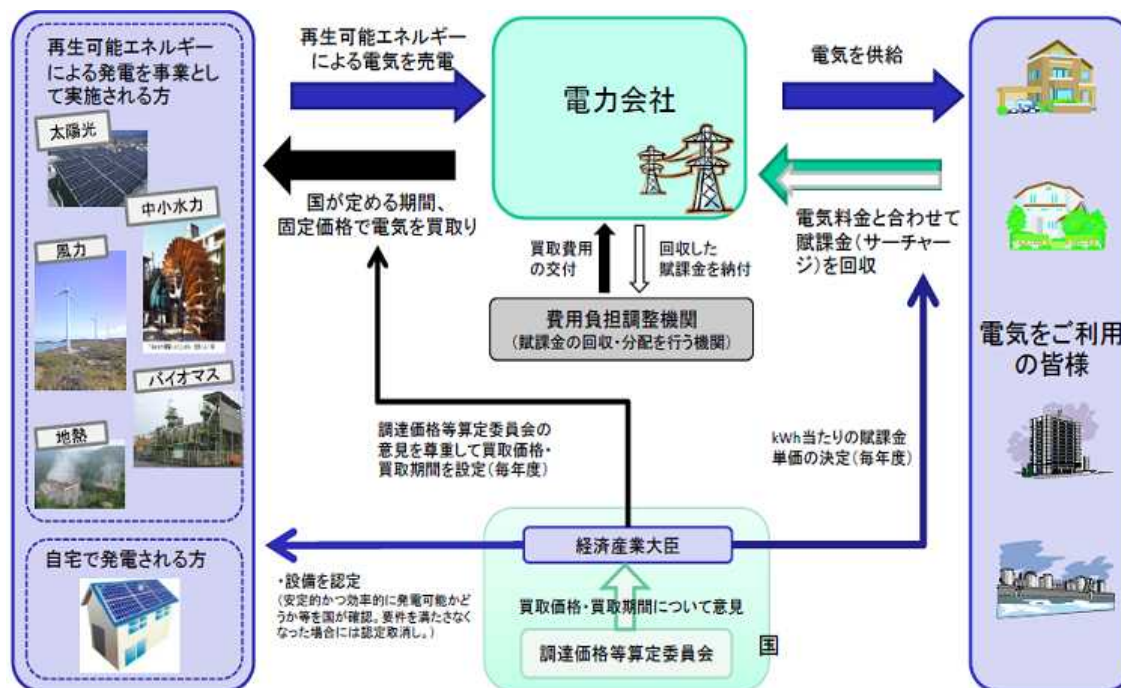 再生可能エネルギー
による発電を事業とし
て実施される方
太陽光
中小水力
風力
バイオマス
地熱
自宅で発電される方
再生可能エネルギー
による電気を売電
国が定める期間、
固定価格で電気を買取り
電力会社
買取費用
の交付
回収した
賦課金を納付
費用負担調整機関
(賦課金の回収・分配を行う機関)
電気を供給
電気料金と合わせて
賦課金(サーチャー
ジ)を回収
電気をご利用
の皆様
調達価格等算定委員会の
意見を尊重して買取価格・
買取期間を設定(毎年度)
kWh当たりの賦課金
単価の決定(毎年度)
経済産業大臣
・設備を認定
(安定的かつ効率的に発電可能かど
うか等を国が確認。要件を満たさなく
なった場合には認定取消し。)
買取価格・買取期間について意見
調達価格等算定委員会
国